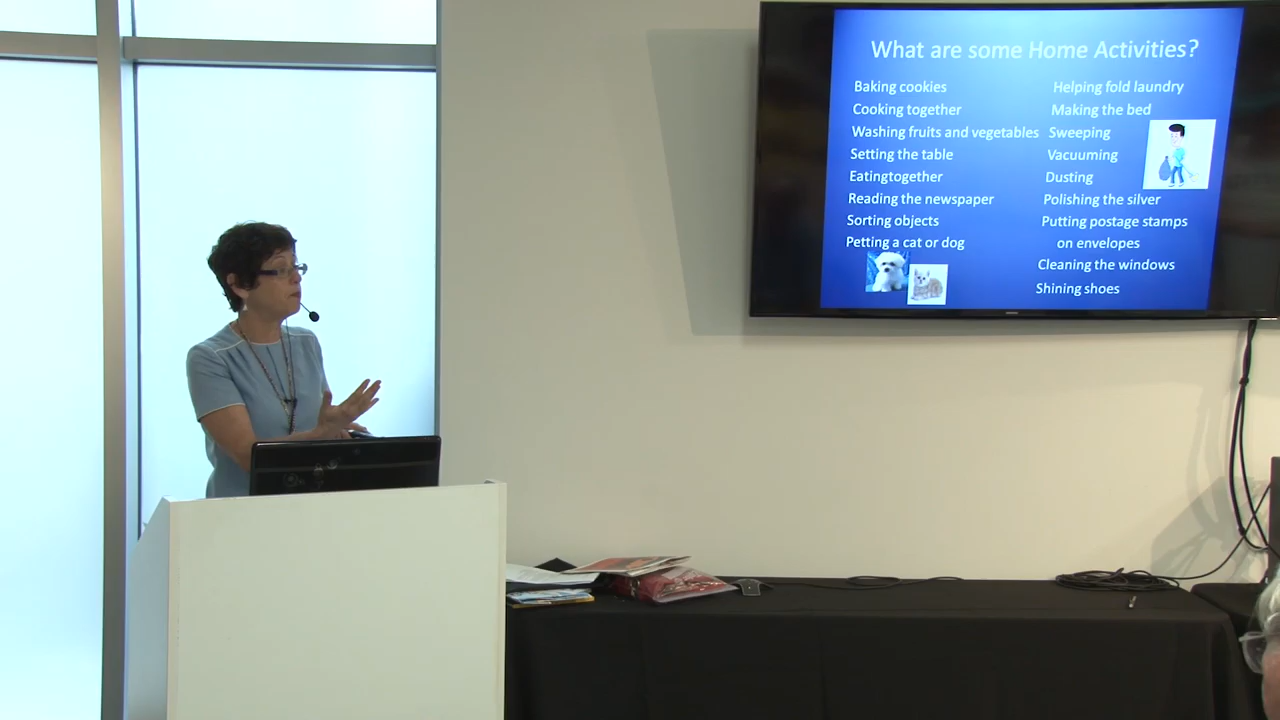 What are some Home Activities?
Baking cookies
Cooking together
Washing fruits and vegetables
Setting the table
Eatingtogether
Reading the newspaper
Sorting objects
Petting a cat or dog
Helping fold laundry
Making the bed
Sweeping
Vacuuming
Dusting
Polishing the silver
Putting postage stamps
on envelopes
Cleaning the windows
Shining shoes